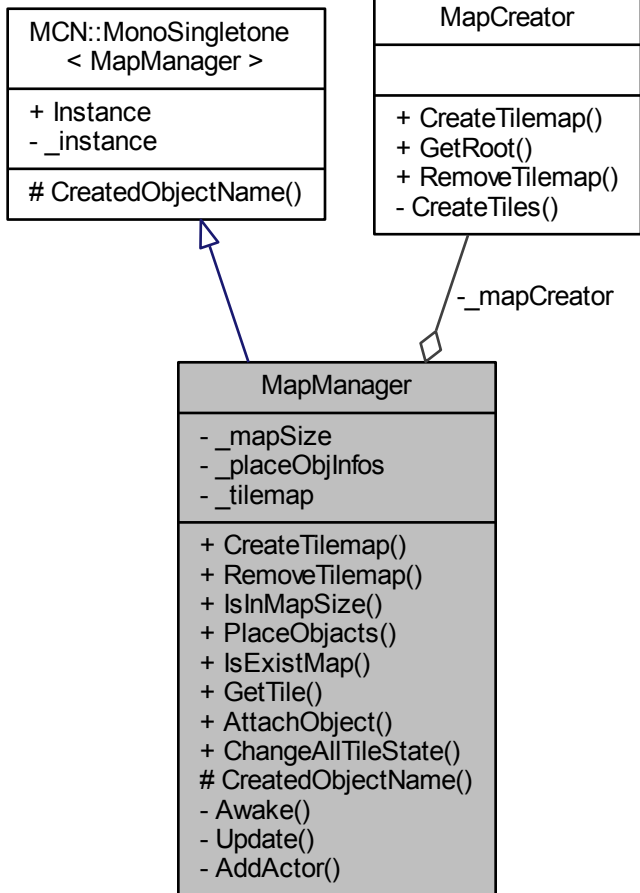 MCN::MonoSingletone
< MapManager >
+ Instance
- _instance
# CreatedObjectName()
MapCreator
+ CreateTilemap()
+ GetRoot()
+ RemoveTilemap()
- CreateTiles()
-_mapCreator
MapManager
- _mapSize
- _placeObjInfos
- _tilemap
+ CreateTilemap()
+ RemoveTilemap()
+ IsInMapSize()
+ PlaceObjacts()
+ IsExistMap()
+ GetTile()
+ AttachObject()
+ ChangeAllTileState()
# CreatedObjectName()
- Awake()
- Update()
- AddActor()